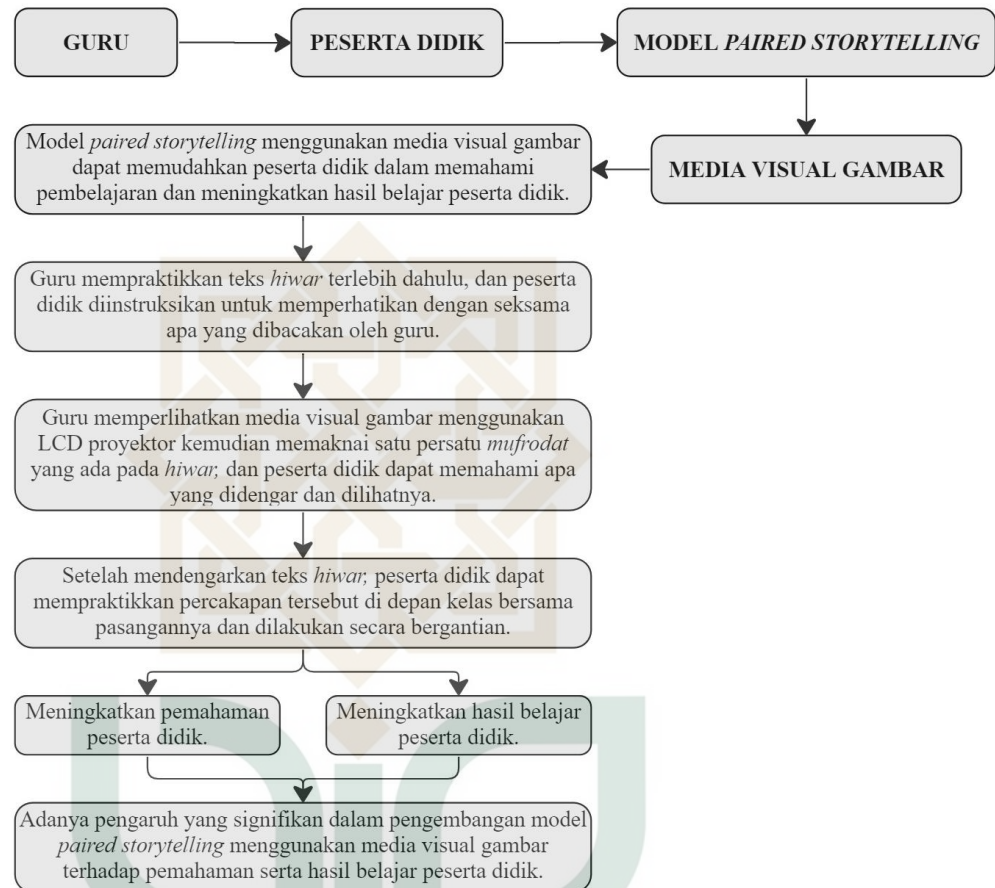 GURU
PESERTA DIDIK
MODEL PAIRED STORYTELLING
MEDIA VISUAL GAMBAR
Model paired storytelling menggunakan media visual gambar
dapat memudahkan peserta didik dalam memahami
pembelajaran dan meningkatkan hasil belajar peserta didik.
Guru mempraktikkan teks hiwar terlebih dahulu, dan peserta
didik diinstruksikan untuk memperhatikan dengan seksama
apa yang dibacakan oleh guru.
Guru memperlihatkan media visual gambar menggunakan
LCD proyektor kemudian memaknai satu persatu mufrodat
yang ada pada hiwar, dan peserta didik dapat memahami apa
yang didengar dan dilihatnya.
Setelah mendengarkan teks hiwar, peserta didik dapat
mempraktikkan percakapan tersebut di depan kelas bersama
pasangannya dan dilakukan secara bergantian.
Meningkatkan pemahaman
peserta didik.
Meningkatkan hasil belajar
peserta didik.
Adanya pengaruh yang signifikan dalam pengembangan model
paired storytelling menggunakan media visual gambar
terhadap pemahaman serta hasil belajar peserta didik.